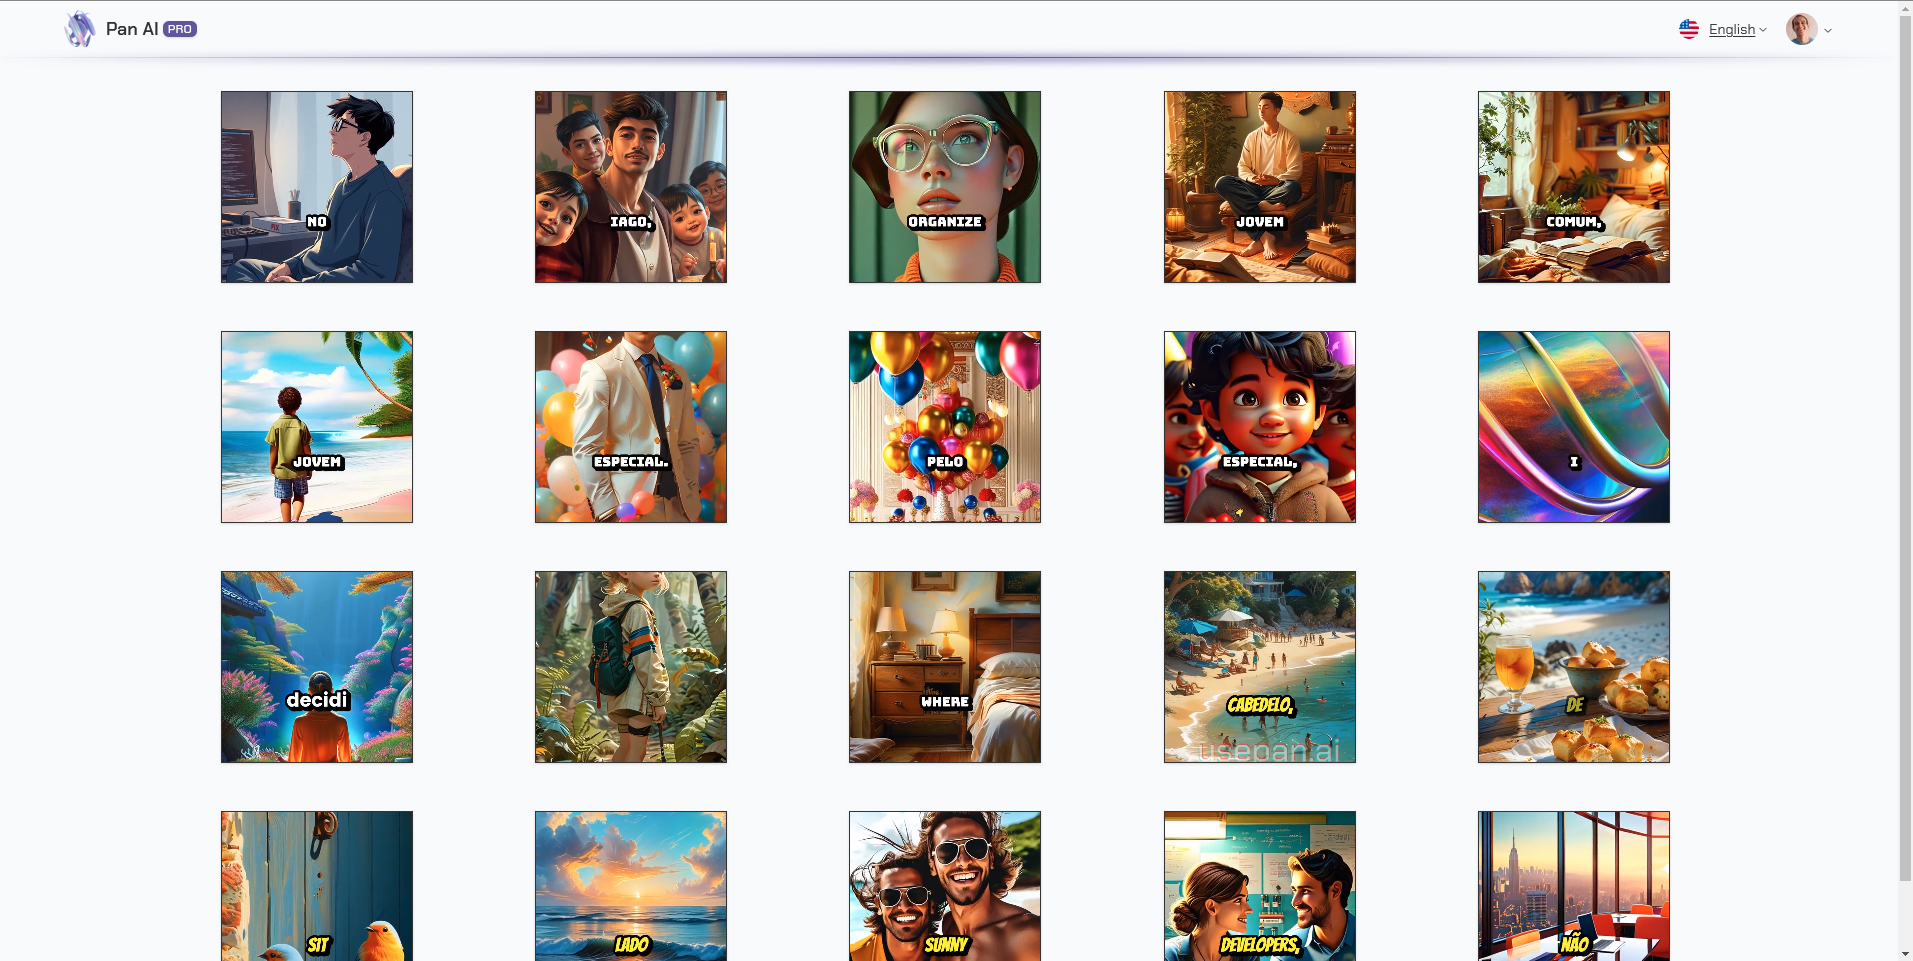 Pan AI PRO
English
NO
IAGO,
ORGANIZE
JOVEM
COMUM,
JOVEM
ESPECIAL.
PELO
ESPECIAL,
I
decidi
WHERE
CABEDELO,
usepan.ai
DE
SIT
LADO
SUNNY
DEVELOPERS,
NÃO